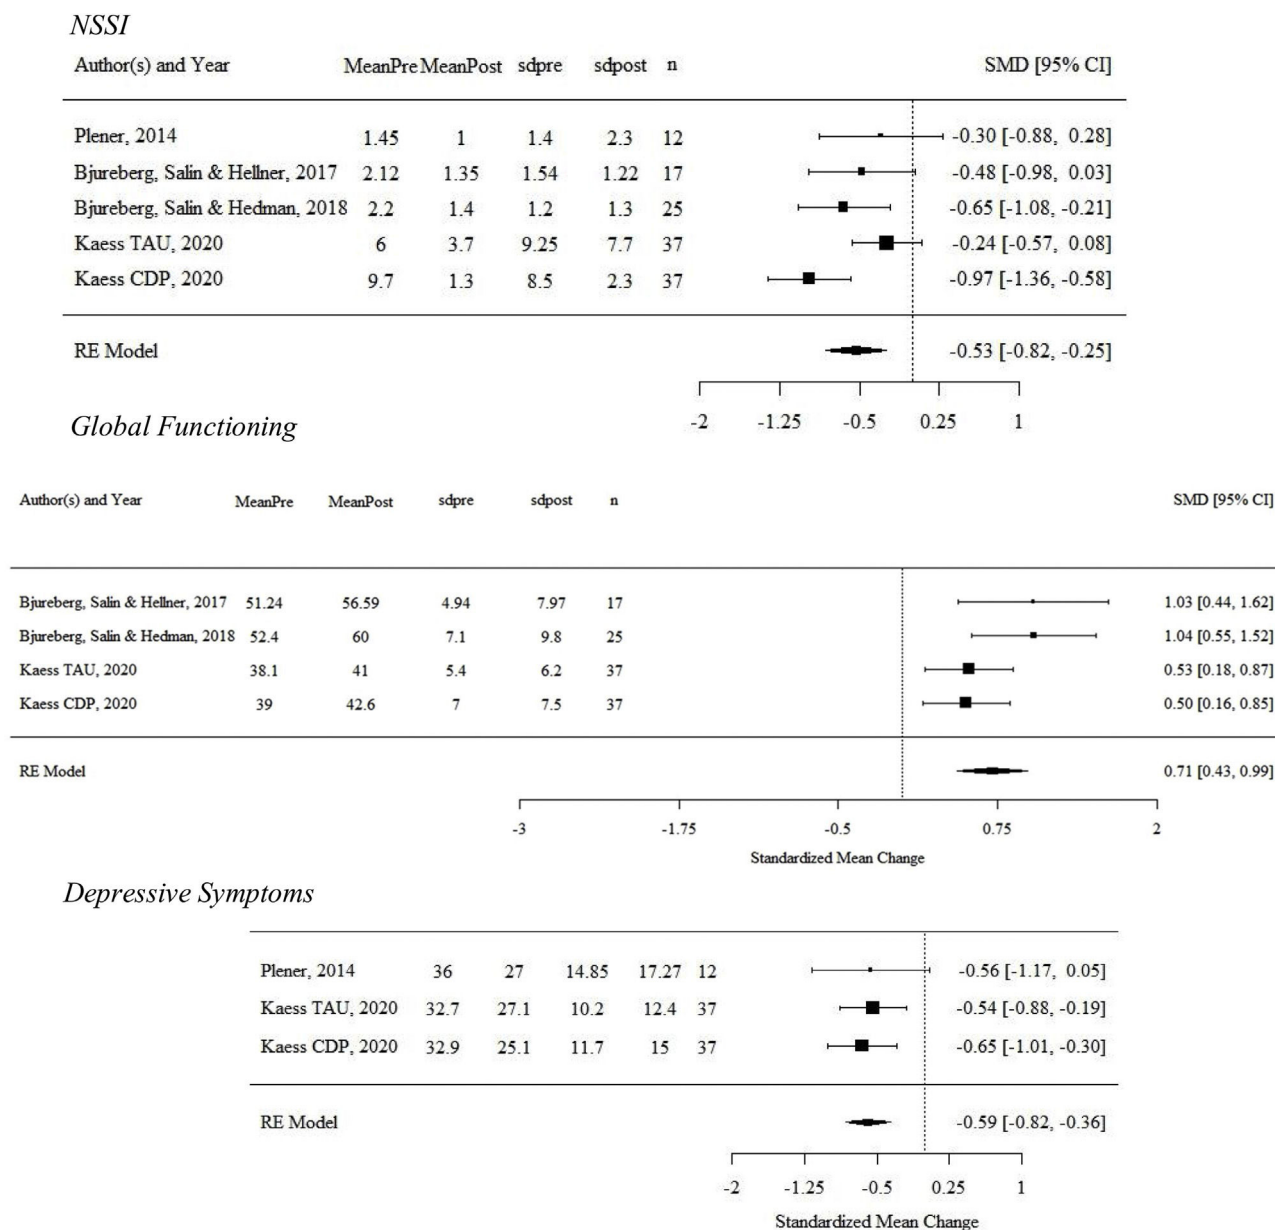 NSSI
Author(s) and Year MeanPre MeanPost sdpre sdpost n SMD [95% CI]
Plener, 2014 1.45 1 1.4 2.3 12 -0.30 [-0.88, 0.28]
Bjureberg, Salin & Hellner, 2017 2.12 1.35 1.54 1.22 17 -0.48 [-0.98, 0.03]
Bjureberg, Salin & Hedman, 2018 2.2 1.4 1.2 1.3 25 -0.65 [-1.08, -0.21]
Kaess TAU, 2020 6 3.7 9.25 7.7 37 -0.24 [-0.57, 0.08]
Kaess CDP, 2020 9.7 1.3 8.5 2.3 37 -0.97 [-1.36, -0.58]
RE Model -0.53 [-0.82, -0.25]
-2 -1.25 -0.5 0.25 1
Global Functioning
Author(s) and Year MeanPre MeanPost sdpre sdpost n SMD [95% CI]
Bjureberg, Salin & Hellner, 2017 51.24 56.59 4.94 7.97 17 1.03 [0.44, 1.62]
Bjureberg, Salin & Hedman, 2018 52.4 60 7.1 9.8 25 1.04 [0.55, 1.52]
Kaess TAU, 2020 38.1 41 5.4 6.2 37 0.53 [0.18, 0.87]
Kaess CDP, 2020 39 42.6 7 7.5 37 0.50 [0.16, 0.85]
RE Model 0.71 [0.43, 0.99]
-3 -1.75 -0.5 0.75 2
Standardized Mean Change
Depressive Symptoms
Plener, 2014 36 27 14.85 17.27 12 -0.56 [-1.17, 0.05]
Kaess TAU, 2020 32.7 27.1 10.2 12.4 37 -0.54 [-0.88, -0.19]
Kaess CDP, 2020 32.9 25.1 11.7 15 37 -0.65 [-1.01, -0.30]
RE Model -0.59 [-0.82, -0.36]
-2 -1.25 -0.5 0.25 1
Standardized Mean Change